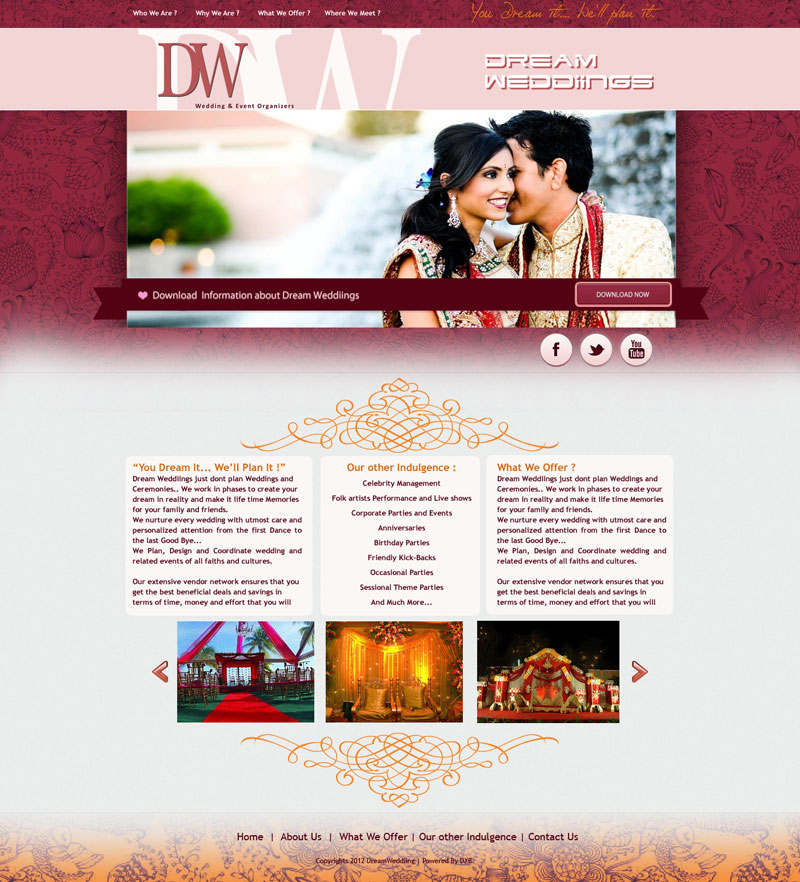 Who We Are ?
Why We Are ?
What We Offer ?
Where We Meet ?
You Dream it.... We'll plan it.
DW
DW
Wedding & Event Organizers
DREAM
WEDDIINGS
Download Information about Dream Weddiings
DOWNLOAD NOW
f
You
Tube
“You Dream It... We’ll Plan It !”
Dream Weddiings just dont plan Weddings and
Ceremonies.. We work in phases to create your
dream in reality and make it life time Memories
for your family and friends.
We nurture every wedding with utmost care and
personalized attention from the first Dance to
the last Good Bye...
We Plan, Design and Coordinate wedding and
related events of all faiths and cultures.
Our extensive vendor network ensures that you
get the best beneficial deals and savings in
terms of time, money and effort that you will
Our other Indulgence :
Celebrity Management
Folk artists Performance and Live shows
Corporate Parties and Events
Anniversaries
Birthday Parties
Friendly Kick-Backs
Occasional Parties
Sessional Theme Parties
And Much More...
What We Offer ?
Dream Weddiings just dont plan Weddings and
Ceremonies.. We work in phases to create your
dream in reality and make it life time Memories
for your family and friends.
We nurture every wedding with utmost care and
personalized attention from the first Dance to
the last Good Bye...
We Plan, Design and Coordinate wedding and
related events of all faiths and cultures.
Our extensive vendor network ensures that you
get the best beneficial deals and savings in
terms of time, money and effort that you will
Home | About Us | What We Offer | Our other Indulgence | Contact Us
Copyrights 2012 DreamWeddiing | Powered By DXB